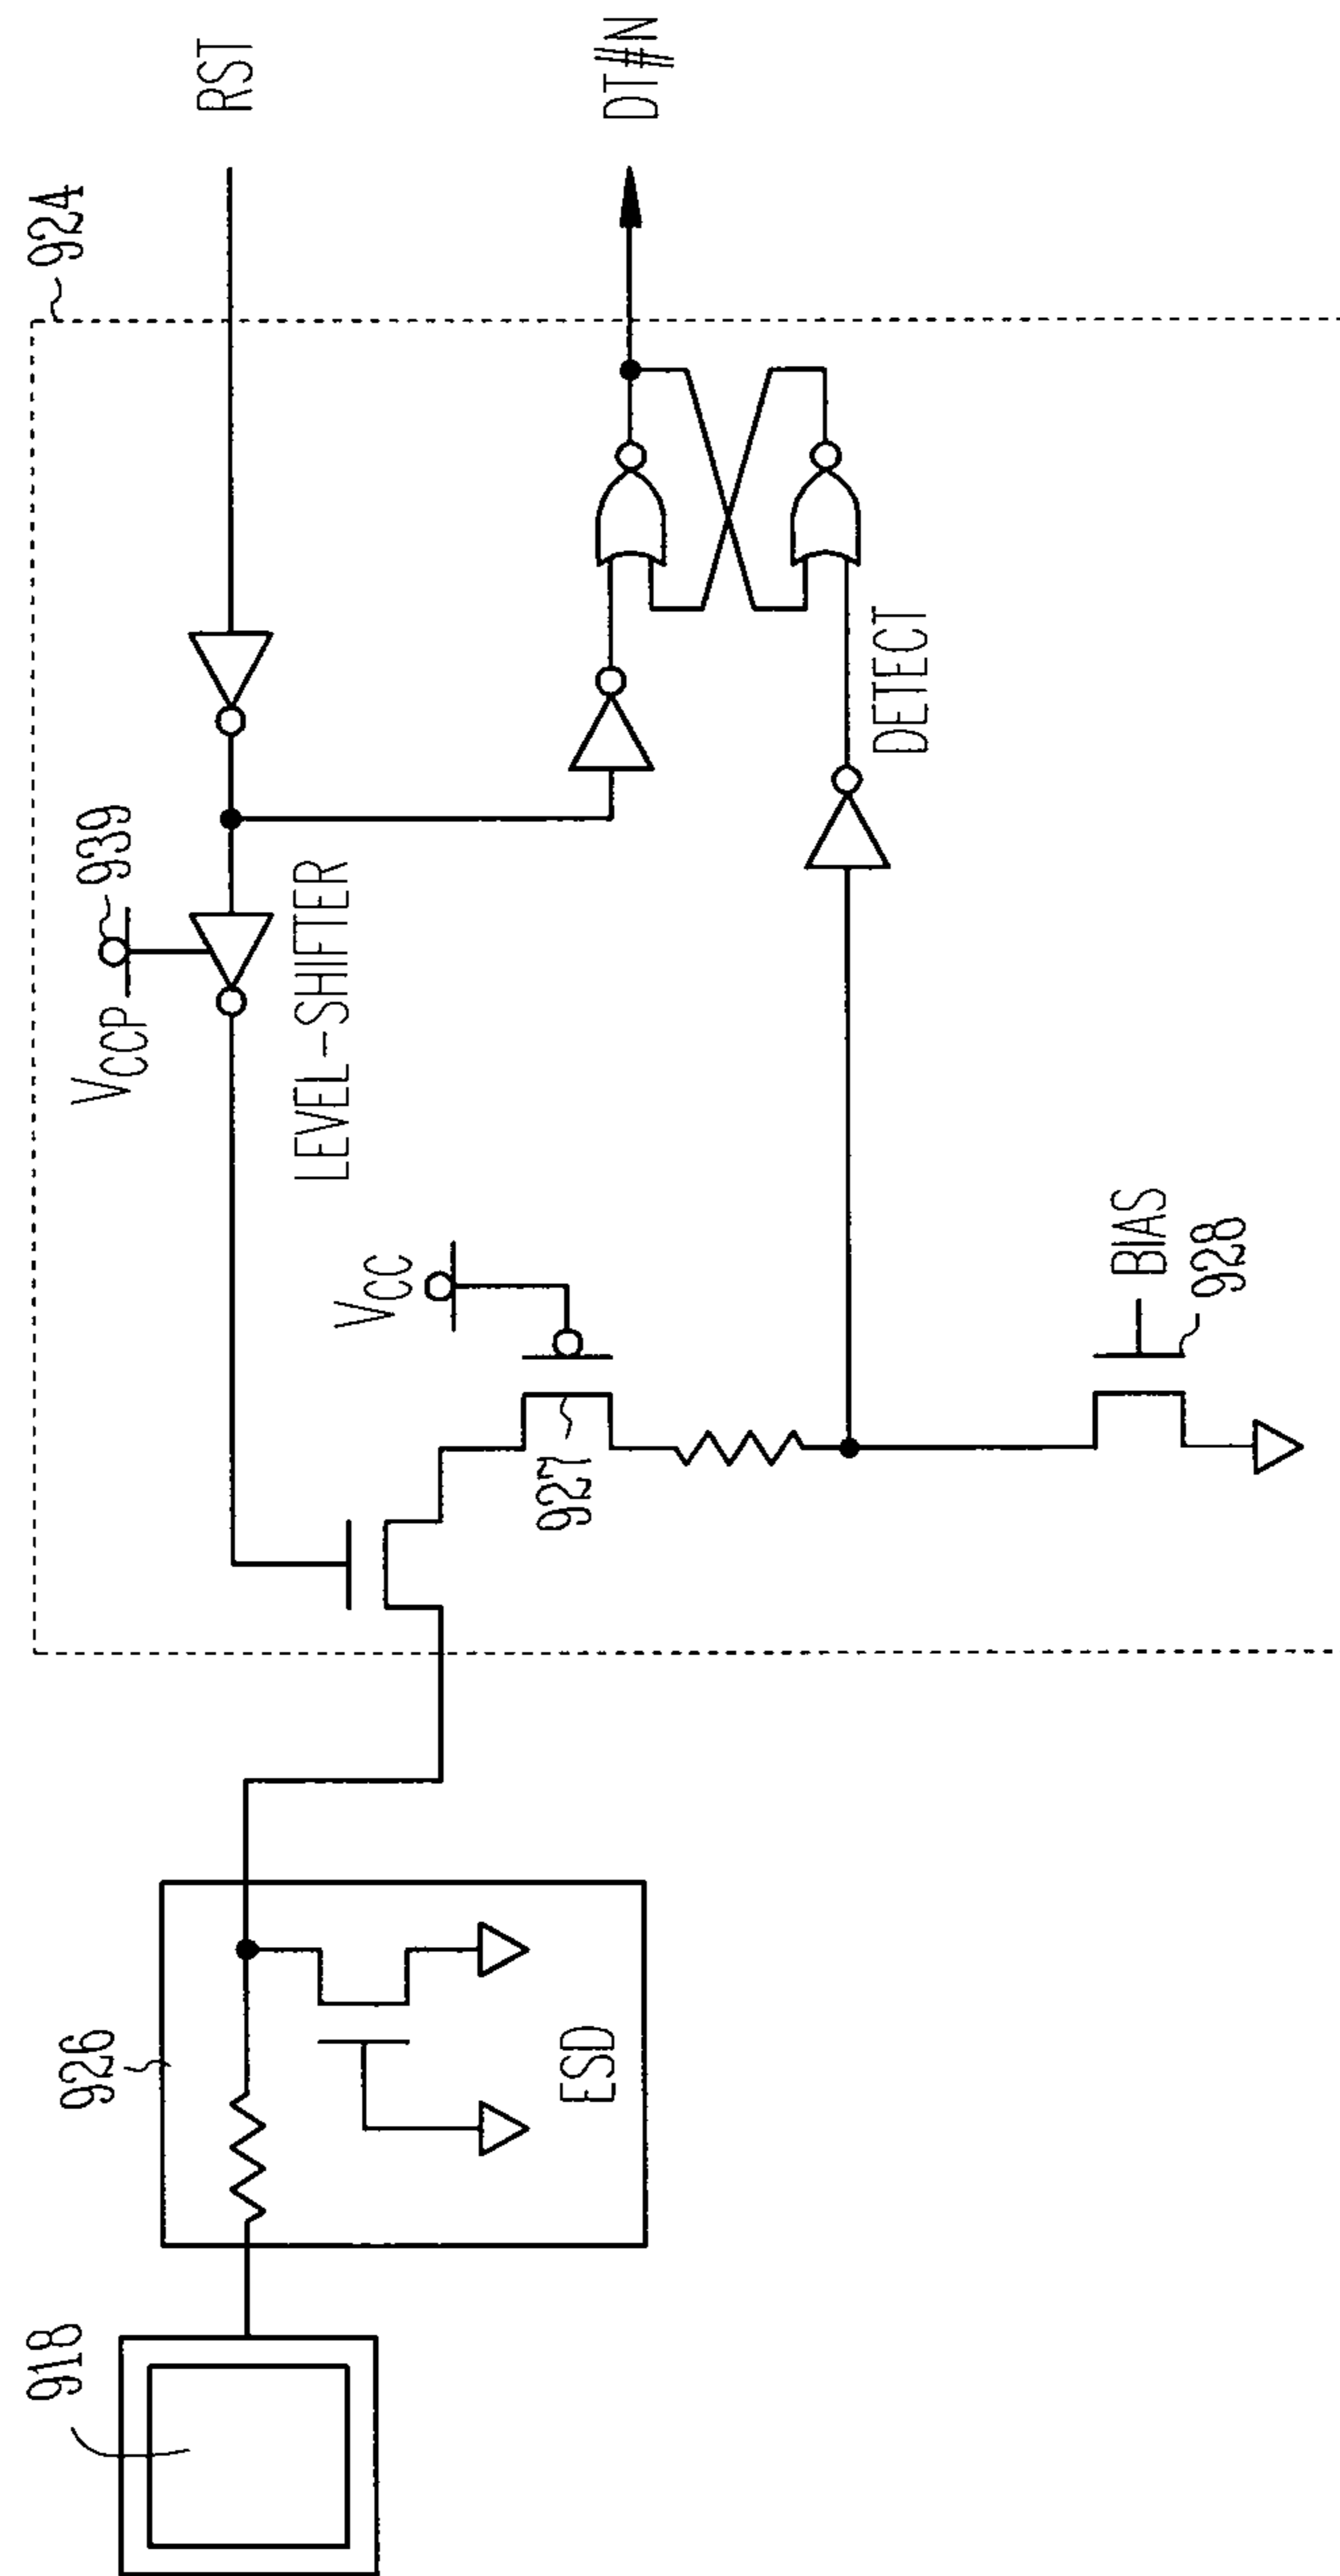 918
926
ESD
924
V_CCP
939
RST
LEVEL-SHIFTER
V_CC
927
DT#N
DETECT
BIAS
928